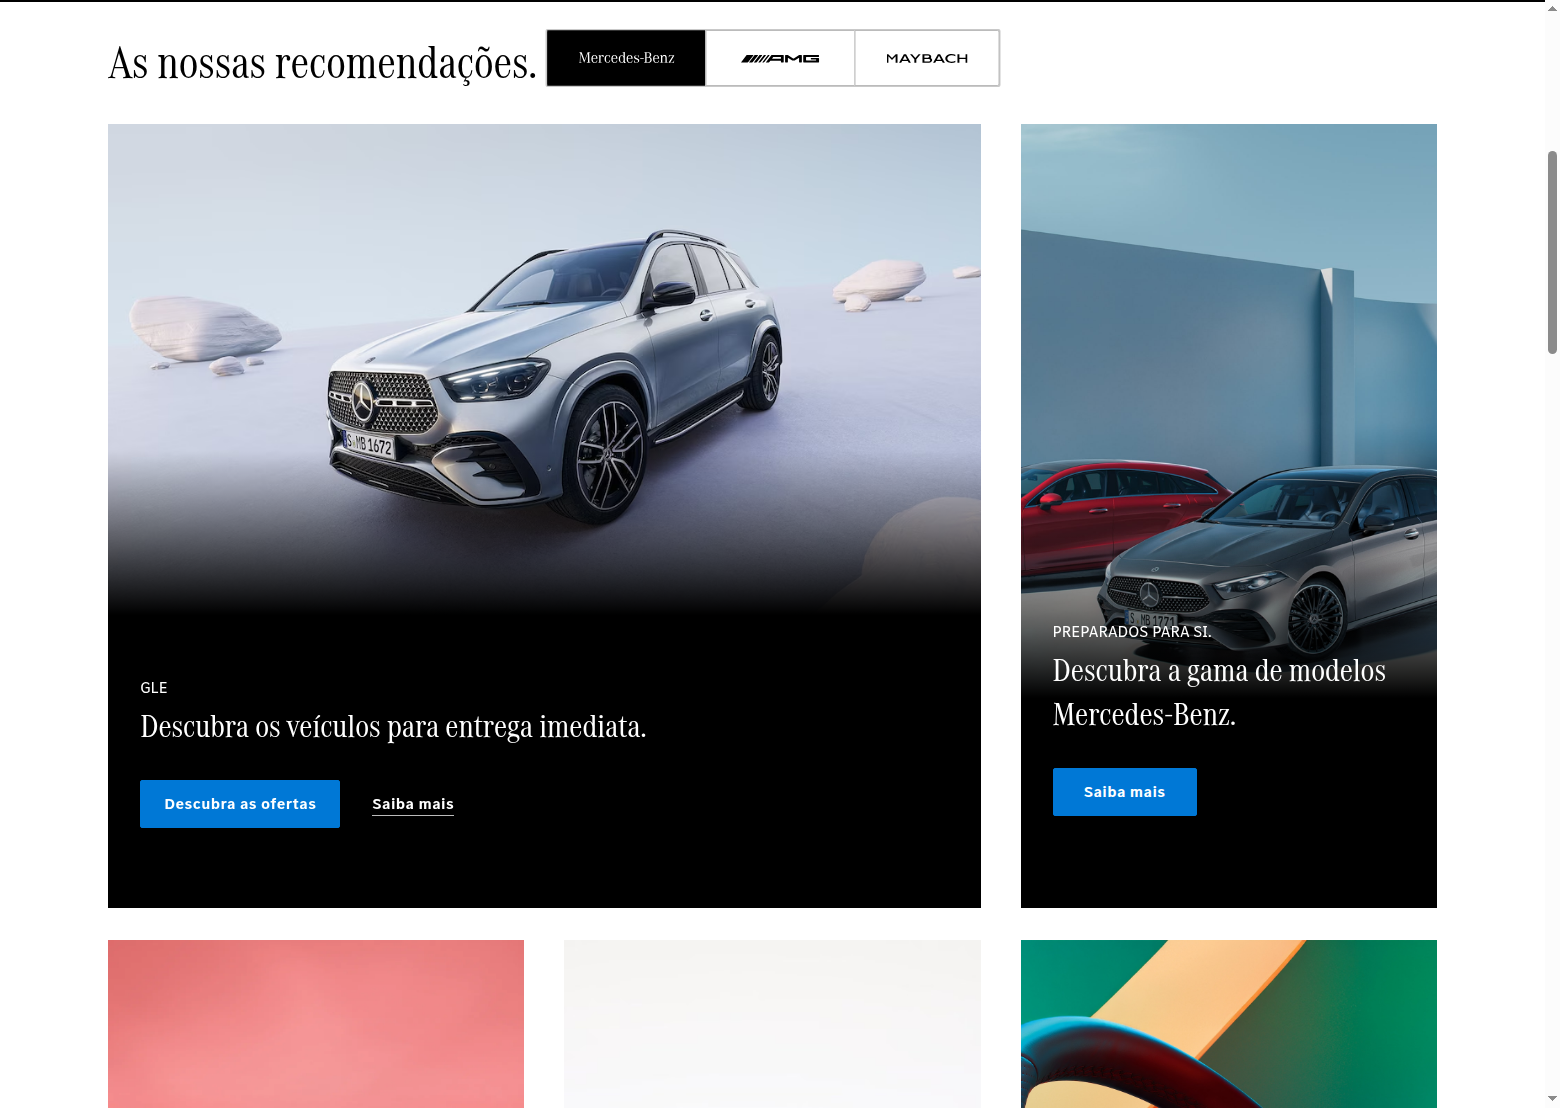 As nossas recomendações.
Mercedes-Benz
AMG
MAYBACH
S MB 1672
GLE
Descubra os veículos para entrega imediata.
Descubra as ofertas
Saiba mais
S MB 1771
PREPARADOS PARA SI.
Descubra a gama de modelos
Mercedes-Benz.
Saiba mais